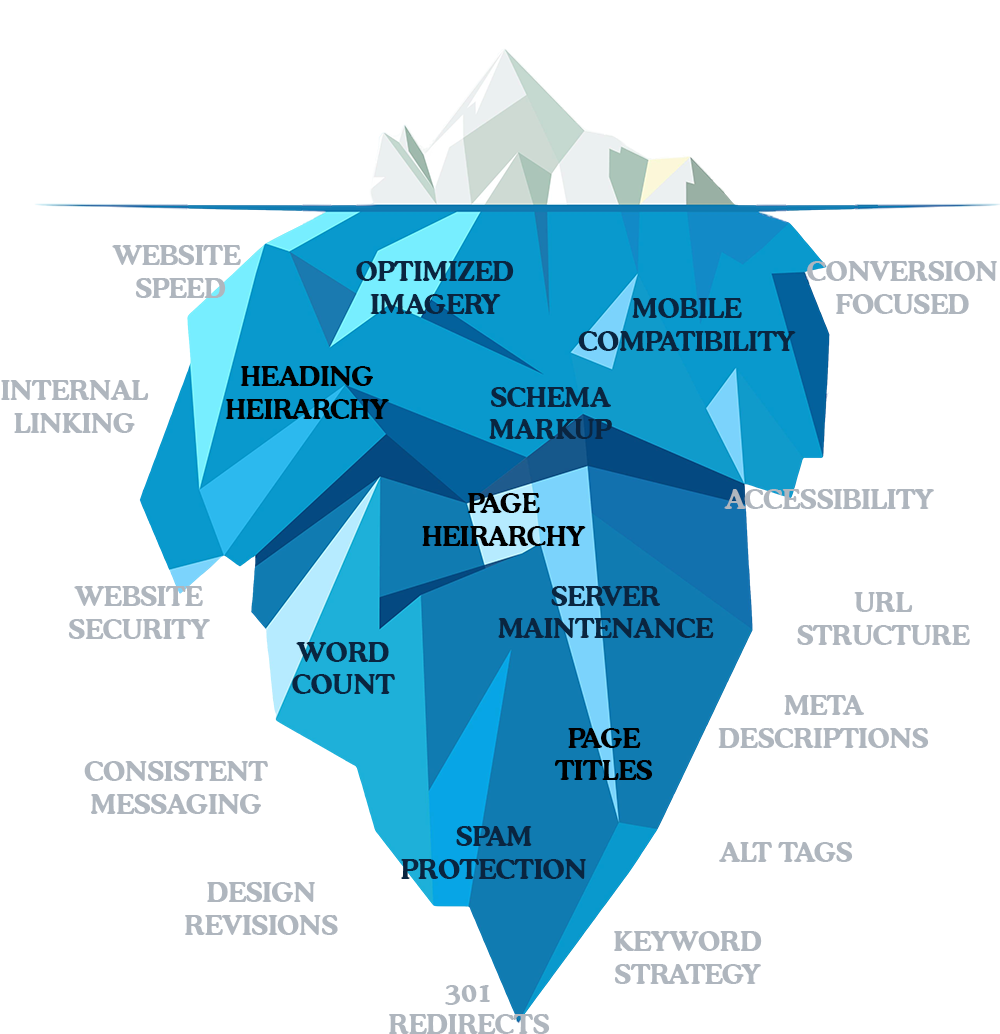 WEBSITE
SPEED
OPTIMIZED
IMAGERY
CONVERSION
FOCUSED
MOBILE
COMPATIBILITY
INTERNAL
LINKING
HEADING
HEIRARCHY
SCHEMA
MARKUP
ACCESSIBILITY
PAGE
HEIRARCHY
WEBSITE
SECURITY
SERVER
MAINTENANCE
URL
STRUCTURE
WORD
COUNT
META
DESCRIPTIONS
PAGE
TITLES
CONSISTENT
MESSAGING
SPAM
PROTECTION
ALT TAGS
DESIGN
REVISIONS
KEYWORD
STRATEGY
301
REDIRECTS